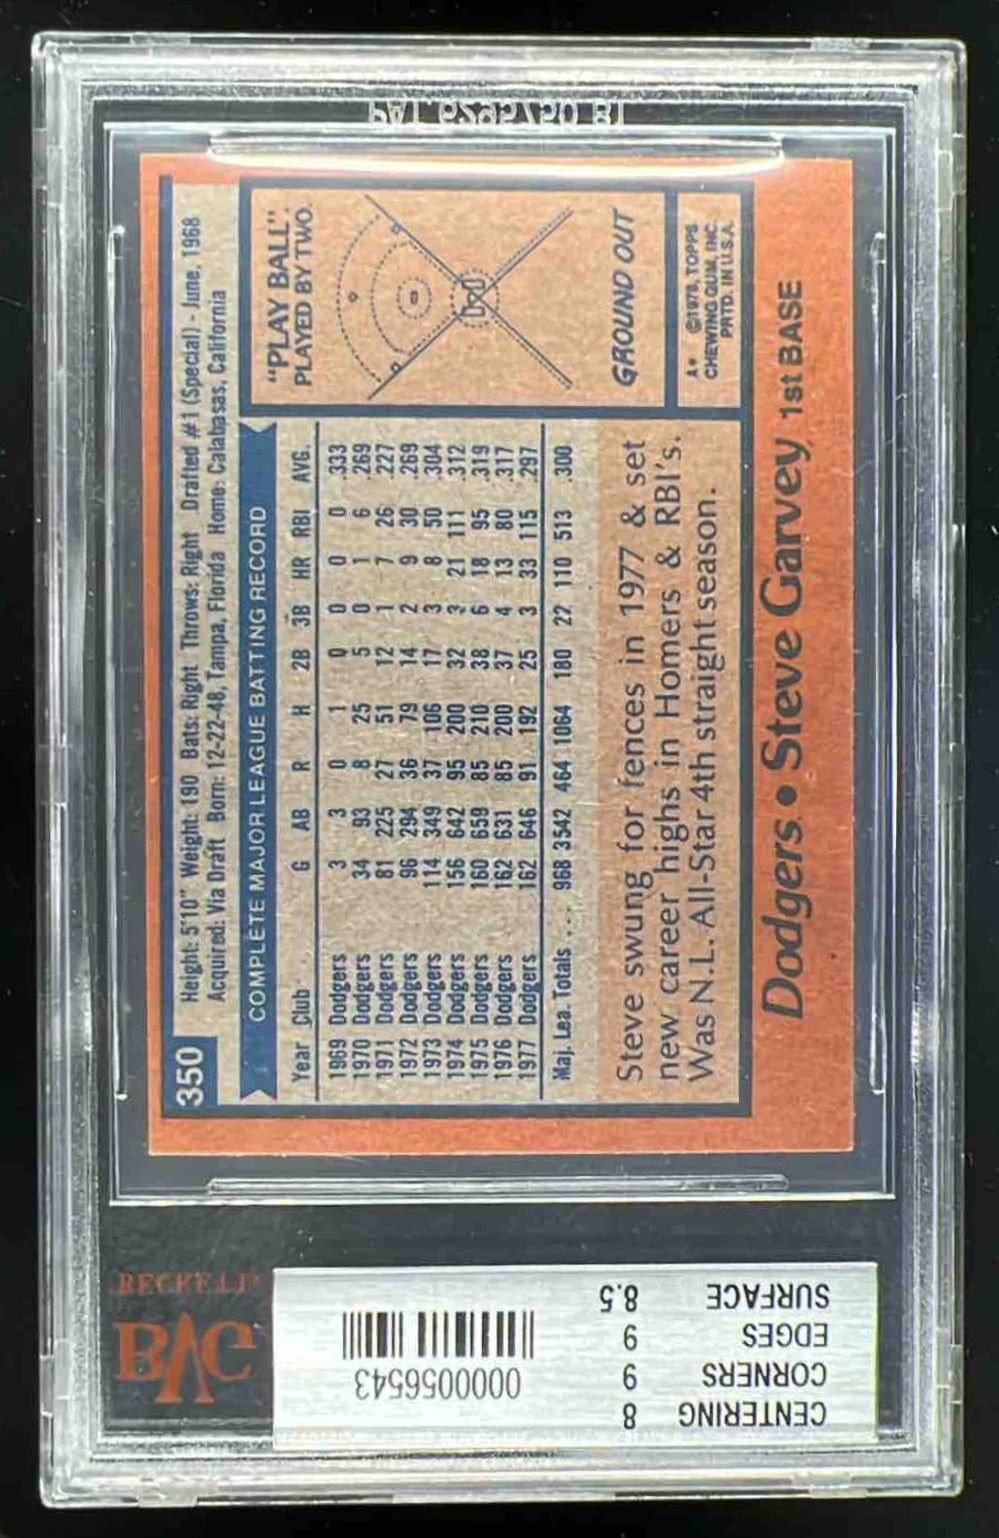 PAT. 6295750 B1
350
Height: 5'10" Weight: 190 Bats: Right Throws: Right Drafted #1 (Special) - June, 1968
Acquired: Via Draft Born: 12-22-48, Tampa, Florida Home: Calabasas, California
COMPLETE MAJOR LEAGUE BATTING RECORD
Year Club G AB R H 2B 3B HR RBI AVG.
1969 Dodgers 3 3 0 1 0 0 0 0 .333
1970 Dodgers 34 93 8 25 5 0 1 6 .269
1971 Dodgers 81 225 27 51 12 1 7 26 .227
1972 Dodgers 96 294 36 79 14 2 9 30 .269
1973 Dodgers 114 349 37 106 17 3 8 50 .304
1974 Dodgers 156 642 95 200 32 3 21 111 .312
1975 Dodgers 160 659 85 210 38 6 18 95 .319
1976 Dodgers 162 631 85 200 37 4 13 80 .317
1977 Dodgers 162 646 91 192 25 3 33 115 .297
Maj. Lea. Totals .... 968 3542 464 1064 180 22 110 513 .300
Steve swung for fences in 1977 & set
new career highs in Homers & RBI's.
Was N.L. All-Star 4th straight season.
"PLAY BALL"
PLAYED BY TWO.
GROUND OUT
A* ©1978, TOPPS
CHEWING GUM, INC.
PRTD. IN U.S.A.
Dodgers • Steve Garvey 1st BASE
BECKETT
BVG
0000056543
CENTERING 8
CORNERS 9
EDGES 9
SURFACE 8.5